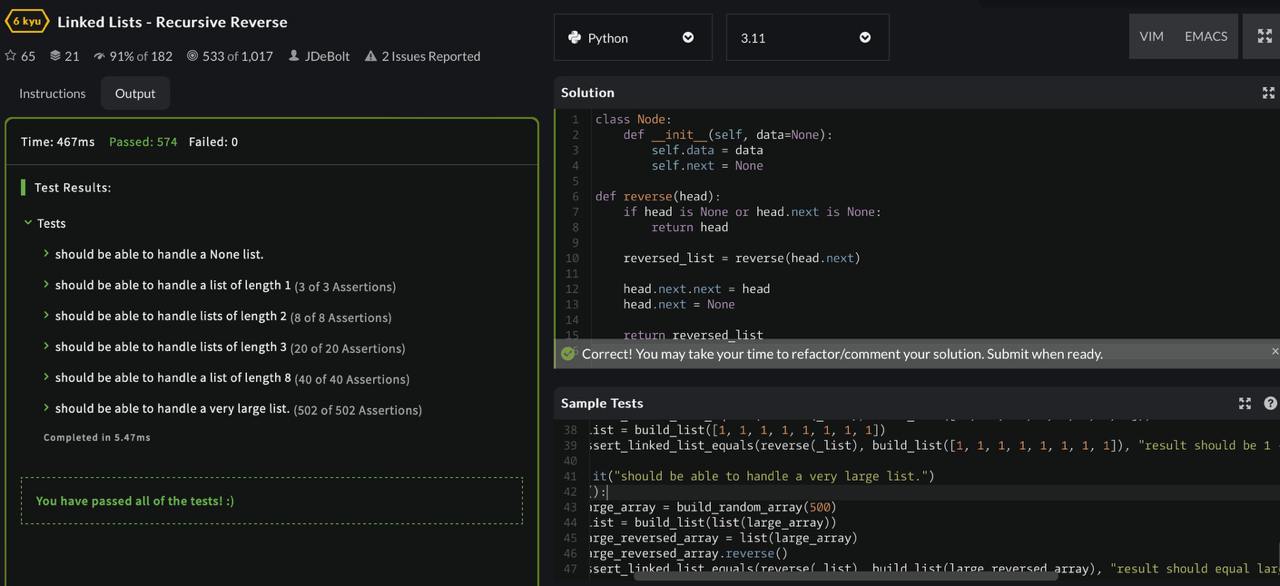 6 kyu Linked Lists - Recursive Reverse
65 21 91% of 182 533 of 1,017 JDeBolt 2 Issues Reported
Instructions Output
Time: 467ms Passed: 574 Failed: 0
Test Results:
Tests
should be able to handle a None list.
should be able to handle a list of length 1 (3 of 3 Assertions)
should be able to handle lists of length 2 (8 of 8 Assertions)
should be able to handle lists of length 3 (20 of 20 Assertions)
should be able to handle a list of length 8 (40 of 40 Assertions)
should be able to handle a very large list. (502 of 502 Assertions)
Completed in 5.47ms
You have passed all of the tests! :)
Python 3.11 VIM EMACS
Solution
1 class Node:
2     def __init__(self, data=None):
3         self.data = data
4         self.next = None
5
6 def reverse(head):
7     if head is None or head.next is None:
8         return head
9
10     reversed_list = reverse(head.next)
11
12     head.next.next = head
13     head.next = None
14
15     return reversed_list
Correct! You may take your time to refactor/comment your solution. Submit when ready.
Sample Tests
38 list = build_list([1, 1, 1, 1, 1, 1, 1, 1])
39 sert_linked_list_equals(reverse(_list), build_list([1, 1, 1, 1, 1, 1, 1, 1]), "result should be 1
40
41 it("should be able to handle a very large list.")
42 ():
43 arge_array = build_random_array(500)
44 list = build_list(list(large_array))
45 arge_reversed_array = list(large_array)
46 arge_reversed_array.reverse()
47 sert_linked_list_equals(reverse(_list), build_list(large_reversed_array), "result should equal lar